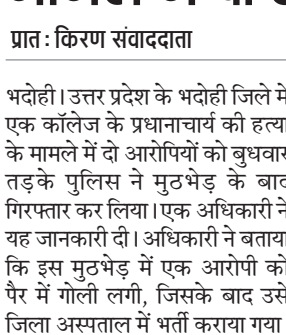 प्रातः किरण संवाददाता
भदोही। उत्तर प्रदेश के भदोही जिले में
एक कॉलेज के प्रधानाचार्य की हत्या
के मामले में दो आरोपियों को बुधवार
तड़के पुलिस ने मुठभेड़ के बाद
गिरफ्तार कर लिया। एक अधिकारी ने
यह जानकारी दी। अधिकारी ने बताया
कि इस मुठभेड़ में एक आरोपी को
पैर में गोली लगी, जिसके बाद उसे
जिला अस्पताल में भर्ती कराया गया